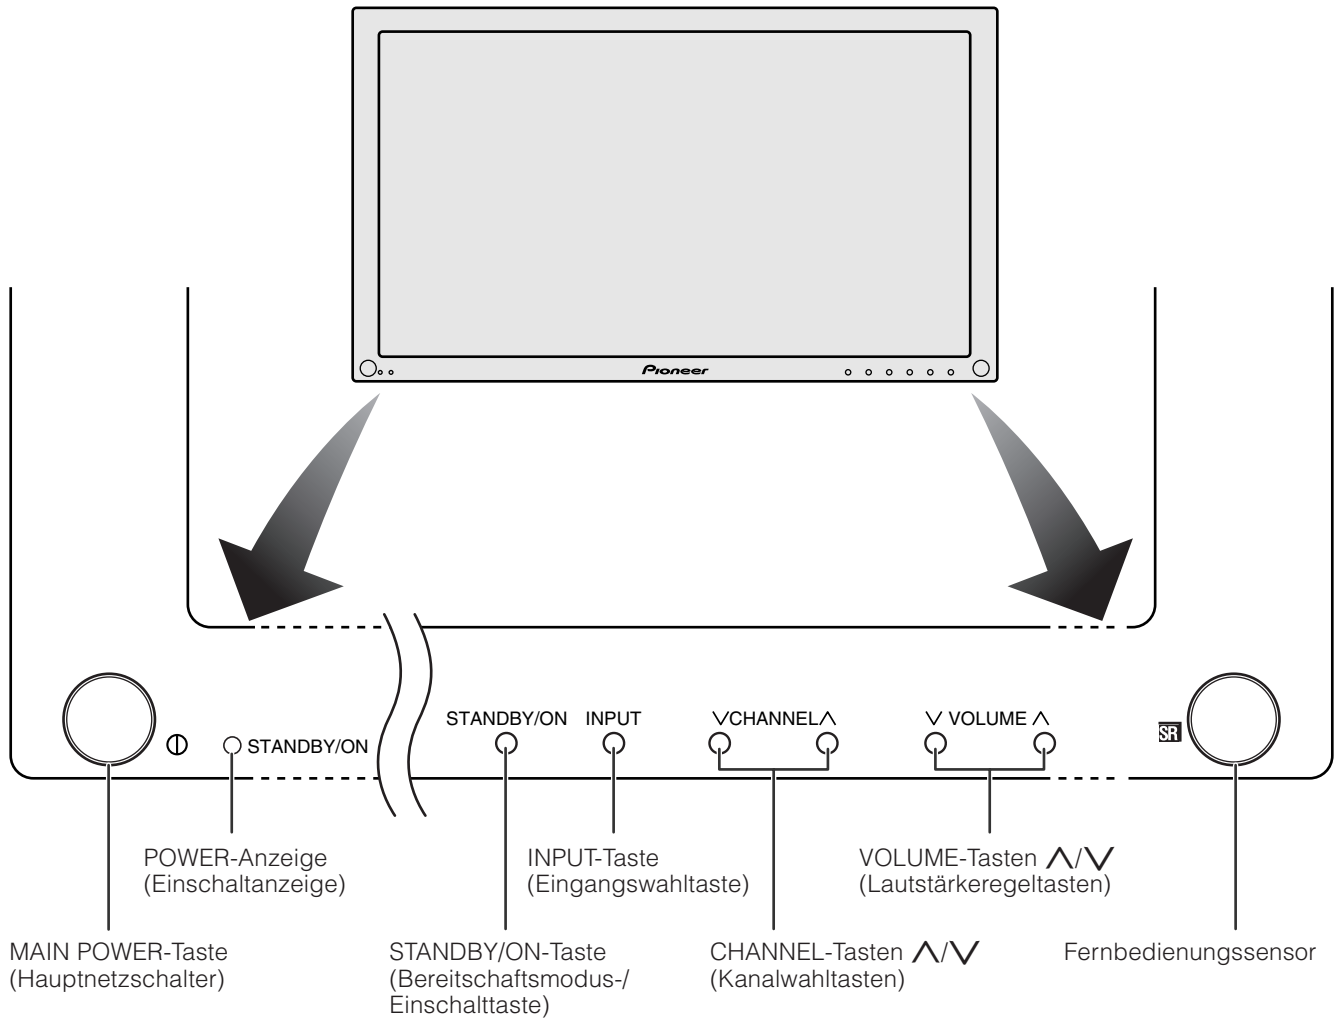 Pioneer
STANDBY/ON
STANDBY/ON INPUT
∨CHANNEL∧
∨ VOLUME ∧
SR
POWER-Anzeige
(Einschaltanzeige)
INPUT-Taste
(Eingangswahltaste)
VOLUME-Tasten ∧/∨
(Lautstärkeregeltasten)
MAIN POWER-Taste
(Hauptnetzschalter)
STANDBY/ON-Taste
(Bereitschaftsmodus-/
Einschalttaste)
CHANNEL-Tasten ∧/∨
(Kanalwahltasten)
Fernbedienungssensor